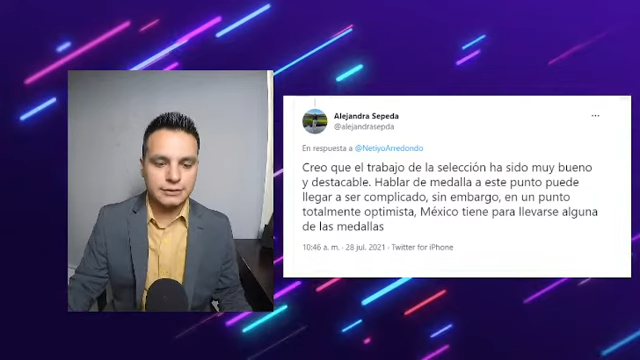 Alejandra Sepeda
@alejandrasepda
En respuesta a @NetiyoArredondo
Creo que el trabajo de la selección ha sido muy bueno
y destacable. Hablar de medalla a este punto puede
llegar a ser complicado, sin embargo, en un punto
totalmente optimista, México tiene para llevarse alguna
de las medallas
10:46 a. m. · 28 jul. 2021 · Twitter for iPhone